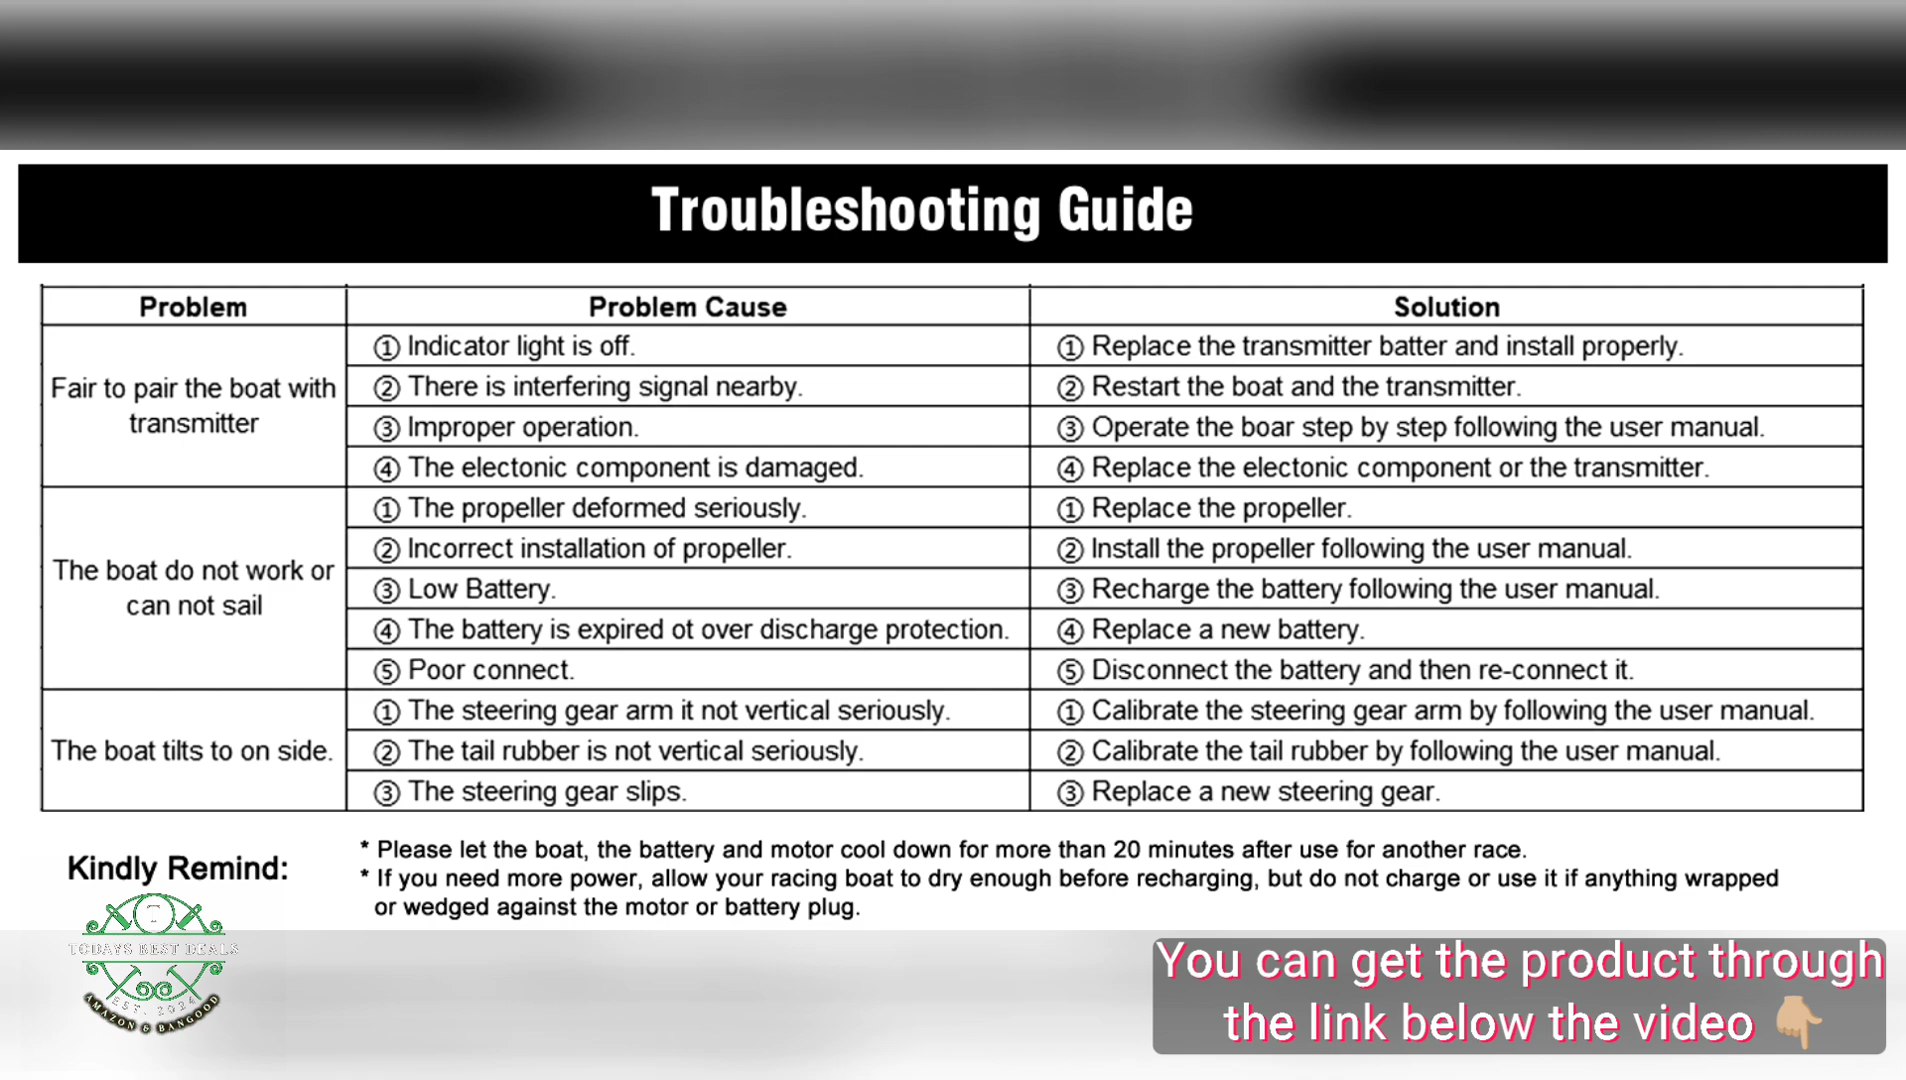 Troubleshooting Guide
Problem
Problem Cause
Solution
Fair to pair the boat with
transmitter
① Indicator light is off.
① Replace the transmitter batter and install properly.
② There is interfering signal nearby.
② Restart the boat and the transmitter.
③ Improper operation.
③ Operate the boar step by step following the user manual.
④ The electonic component is damaged.
④ Replace the electonic component or the transmitter.
The boat do not work or
can not sail
① The propeller deformed seriously.
① Replace the propeller.
② Incorrect installation of propeller.
② Install the propeller following the user manual.
③ Low Battery.
③ Recharge the battery following the user manual.
④ The battery is expired ot over discharge protection.
④ Replace a new battery.
⑤ Poor connect.
⑤ Disconnect the battery and then re-connect it.
The boat tilts to on side.
① The steering gear arm it not vertical seriously.
① Calibrate the steering gear arm by following the user manual.
② The tail rubber is not vertical seriously.
② Calibrate the tail rubber by following the user manual.
③ The steering gear slips.
③ Replace a new steering gear.
Kindly Remind:
* Please let the boat, the battery and motor cool down for more than 20 minutes after use for another race.
* If you need more power, allow your racing boat to dry enough before recharging, but do not charge or use it if anything wrapped
or wedged against the motor or battery plug.
T
TODAYS BEST DEALS
EST. 2024
AMAZON & BANGOOD
You can get the product through
the link below the video 👇🏼